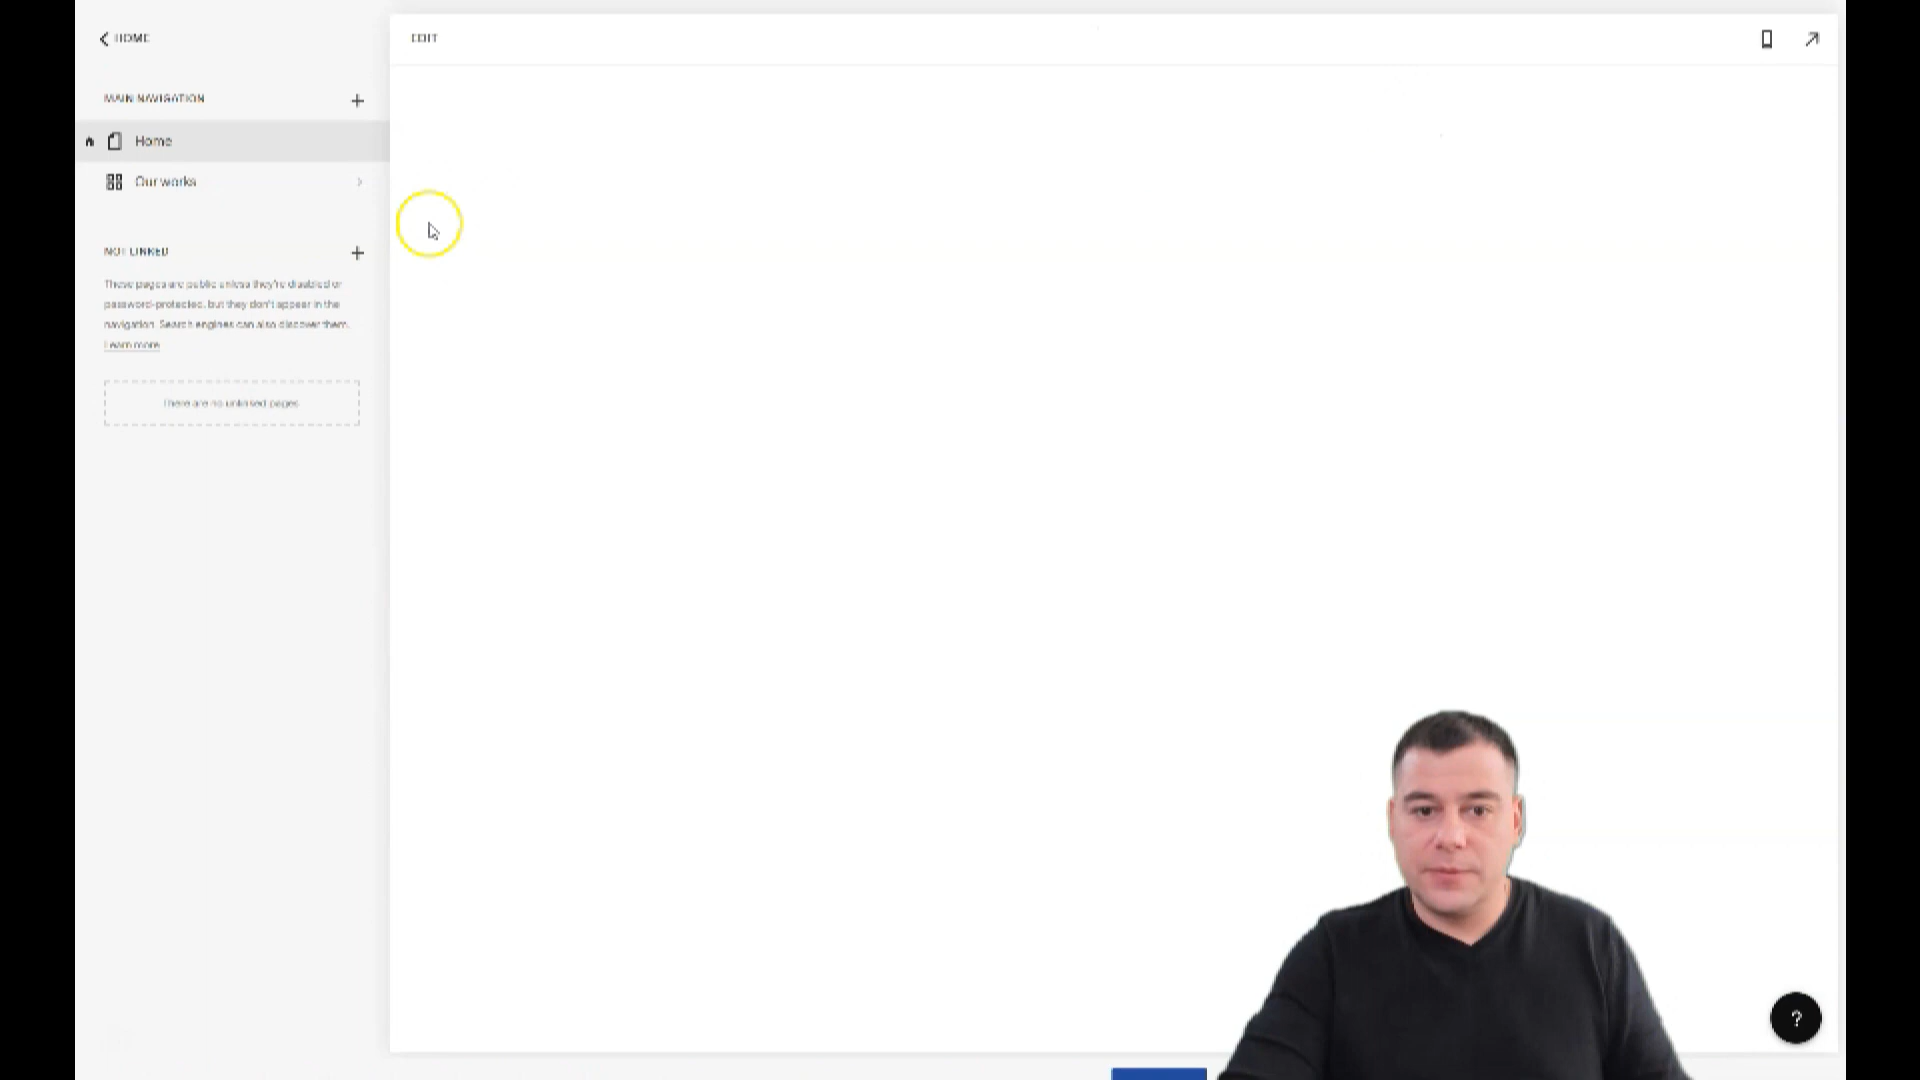 HOME
EDIT
MAIN NAVIGATION
Home
Our works
NOT LINKED
These pages are public unless they're disabled or
password-protected, but they don't appear in the
navigation. Search engines can also discover them.
Learn more
There are no unlinked pages
?